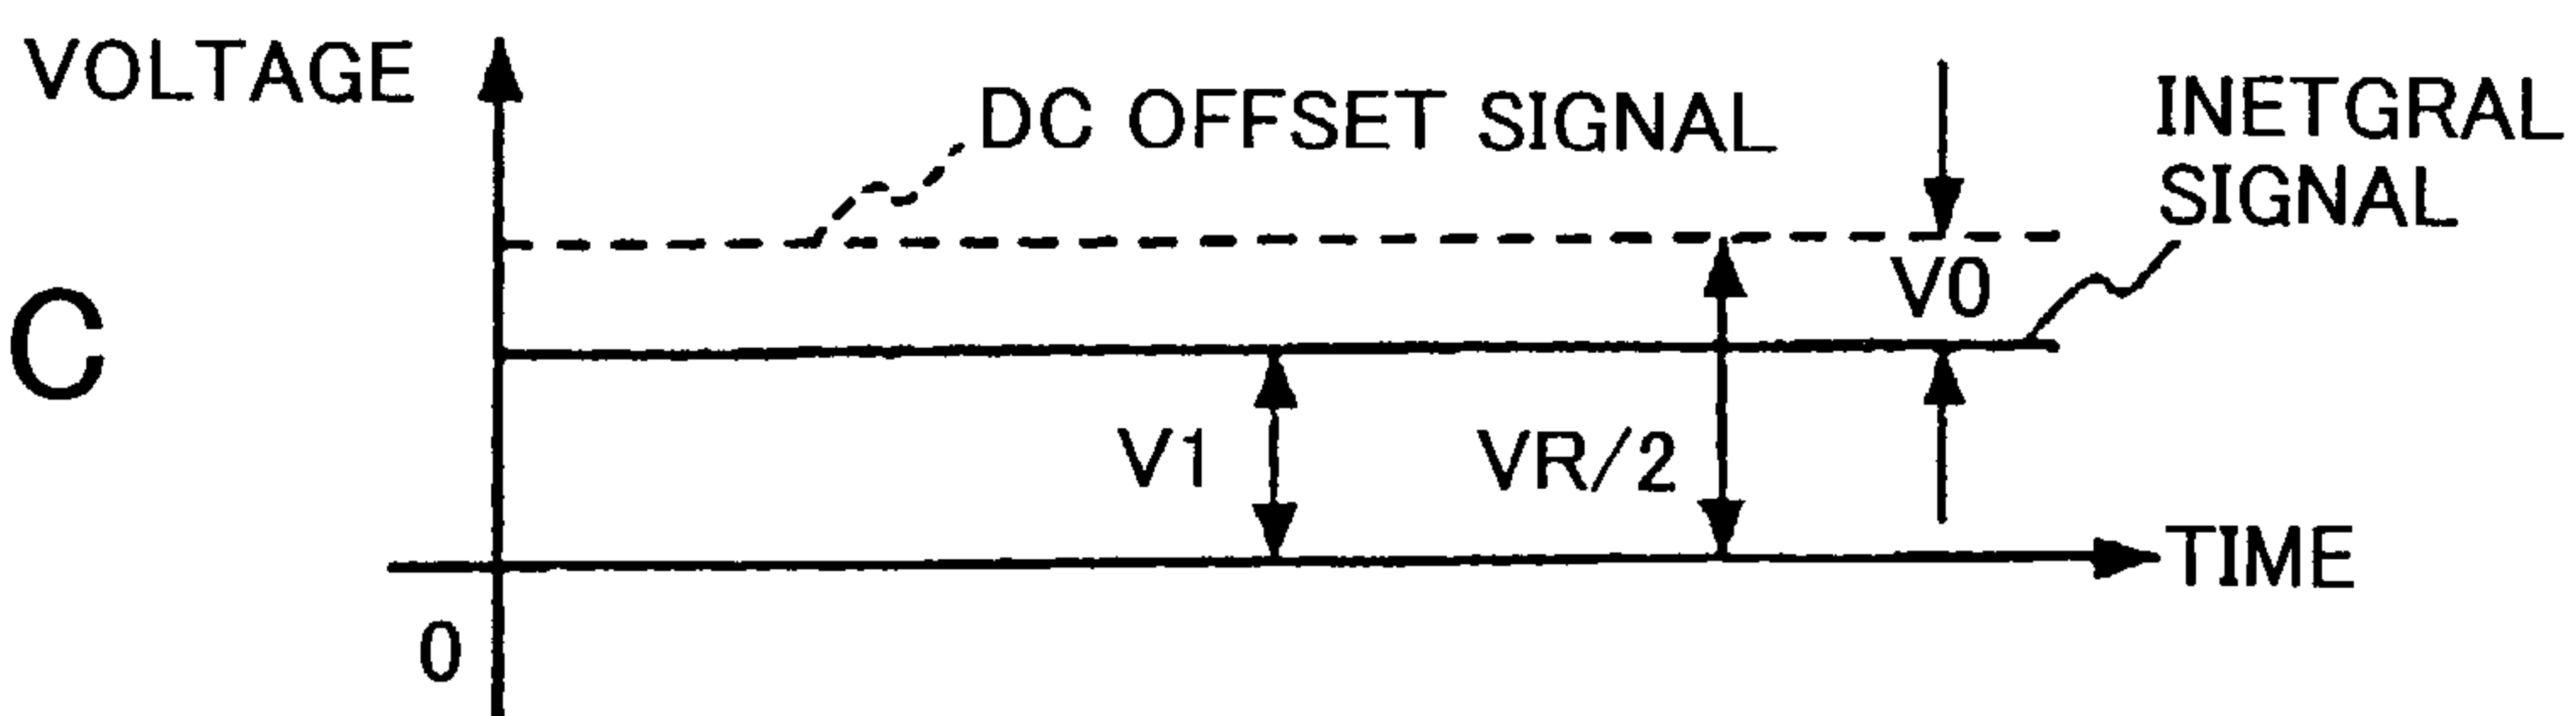 VOLTAGE
DC OFFSET SIGNAL
INETGRAL
SIGNAL
V0
C
V1
VR/2
TIME
0